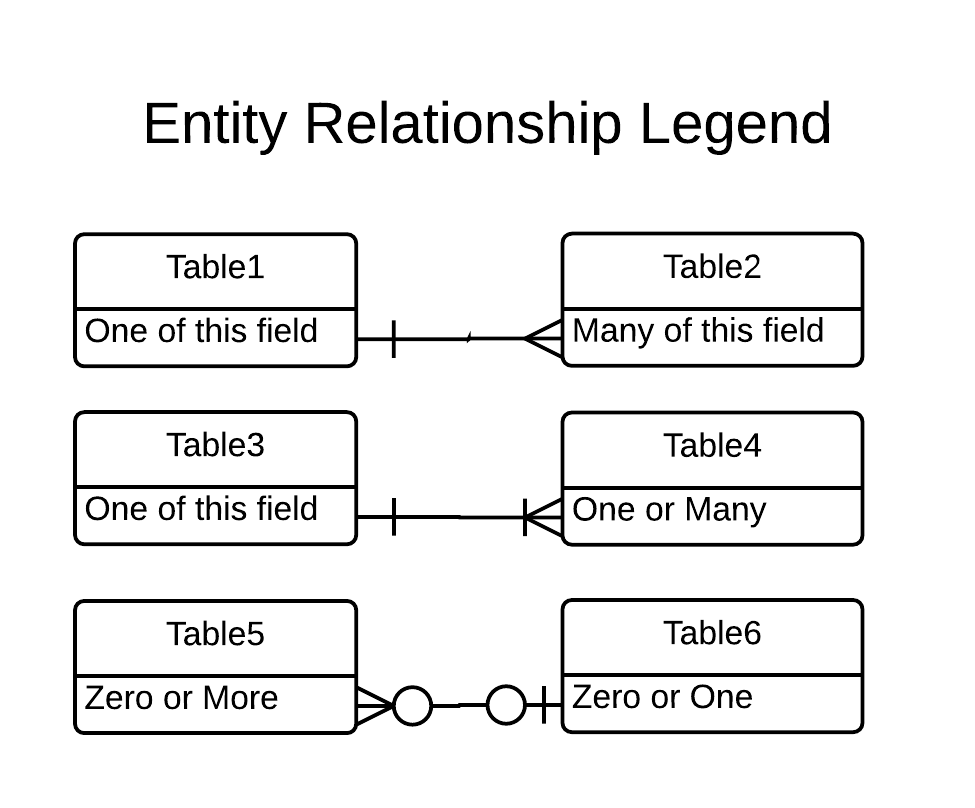 Entity Relationship Legend
Table1
One of this field
Table2
Many of this field
Table3
One of this field
Table4
One or Many
Table5
Zero or More
Table6
Zero or One